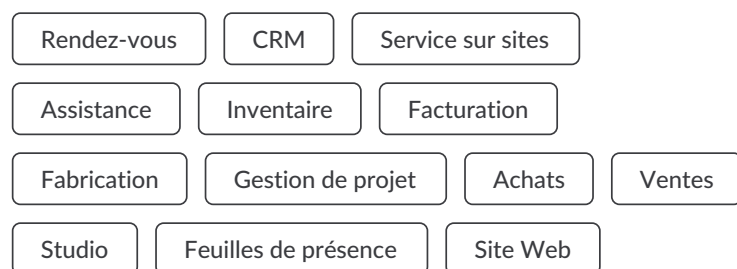 Rendez-vous CRM Service sur sites
Assistance Inventaire Facturation
Fabrication Gestion de projet Achats Ventes
Studio Feuilles de présence Site Web